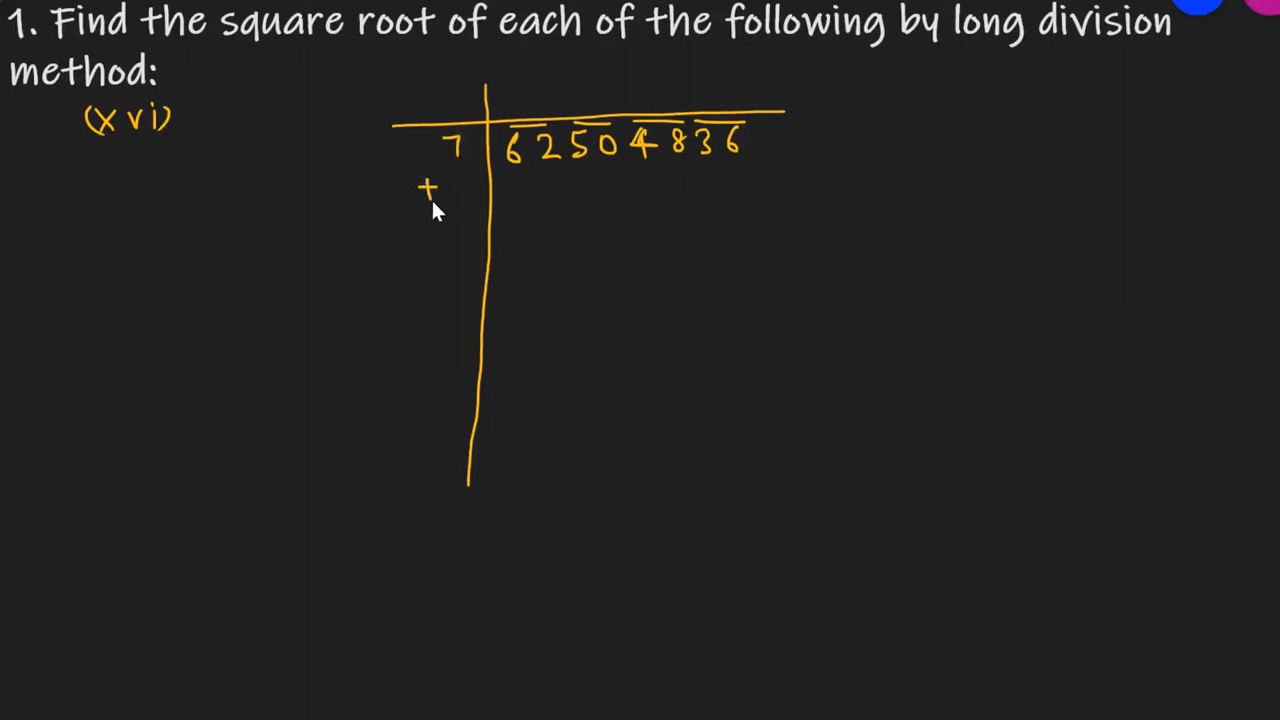 1. Find the square root of each of the following by long division
method:
(xvi)
7 62504836
+